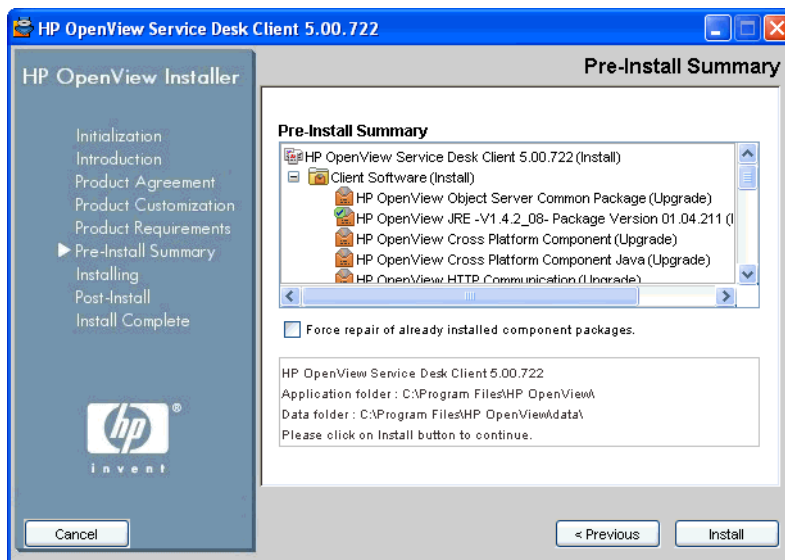 HP OpenView Service Desk Client 5.00.722
HP OpenView Installer
Initialization
Introduction
Product Agreement
Product Customization
Product Requirements
Pre-Install Summary
Installing
Post-Install
Install Complete
hp
®
invent
Cancel
Pre-Install Summary
Pre-Install Summary
HP OpenView Service Desk Client 5.00.722 (Install)
Client Software (Install)
HP OpenView Object Server Common Package (Upgrade)
HP OpenView JRE -V1.4.2_08- Package Version 01.04.211 (I
HP OpenView Cross Platform Component (Upgrade)
HP OpenView Cross Platform Component Java (Upgrade)
HP OpenView HTTP Communication (Upgrade)
Force repair of already installed component packages.
HP OpenView Service Desk Client 5.00.722
Application folder : C:\Program Files\HP OpenView\
Data folder : C:\Program Files\HP OpenView\data\
Please click on Install button to continue.
< Previous
Install